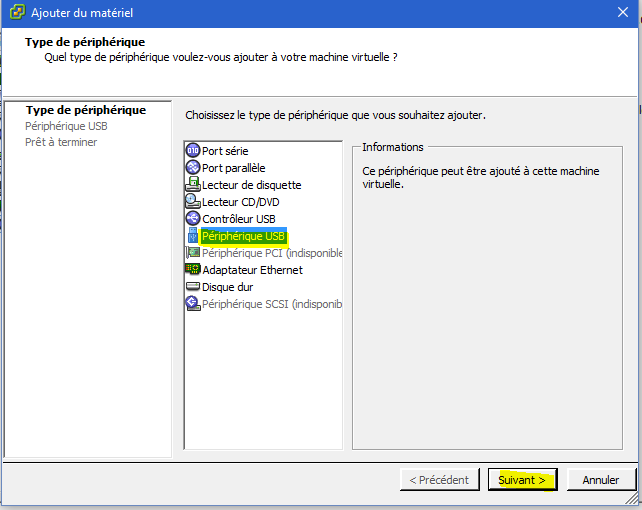 Ajouter du matériel
Type de périphérique
Quel type de périphérique voulez-vous ajouter à votre machine virtuelle ?
Type de périphérique
Périphérique USB
Prêt à terminer
Choisissez le type de périphérique que vous souhaitez ajouter.
Port série
Port parallèle
Lecteur de disquette
Lecteur CD/DVD
Contrôleur USB
Périphérique USB
Périphérique PCI (indisponible
Adaptateur Ethernet
Disque dur
Périphérique SCSI (indisponib
Informations
Ce périphérique peut être ajouté à cette machine
virtuelle.
< Précédent
Suivant >
Annuler